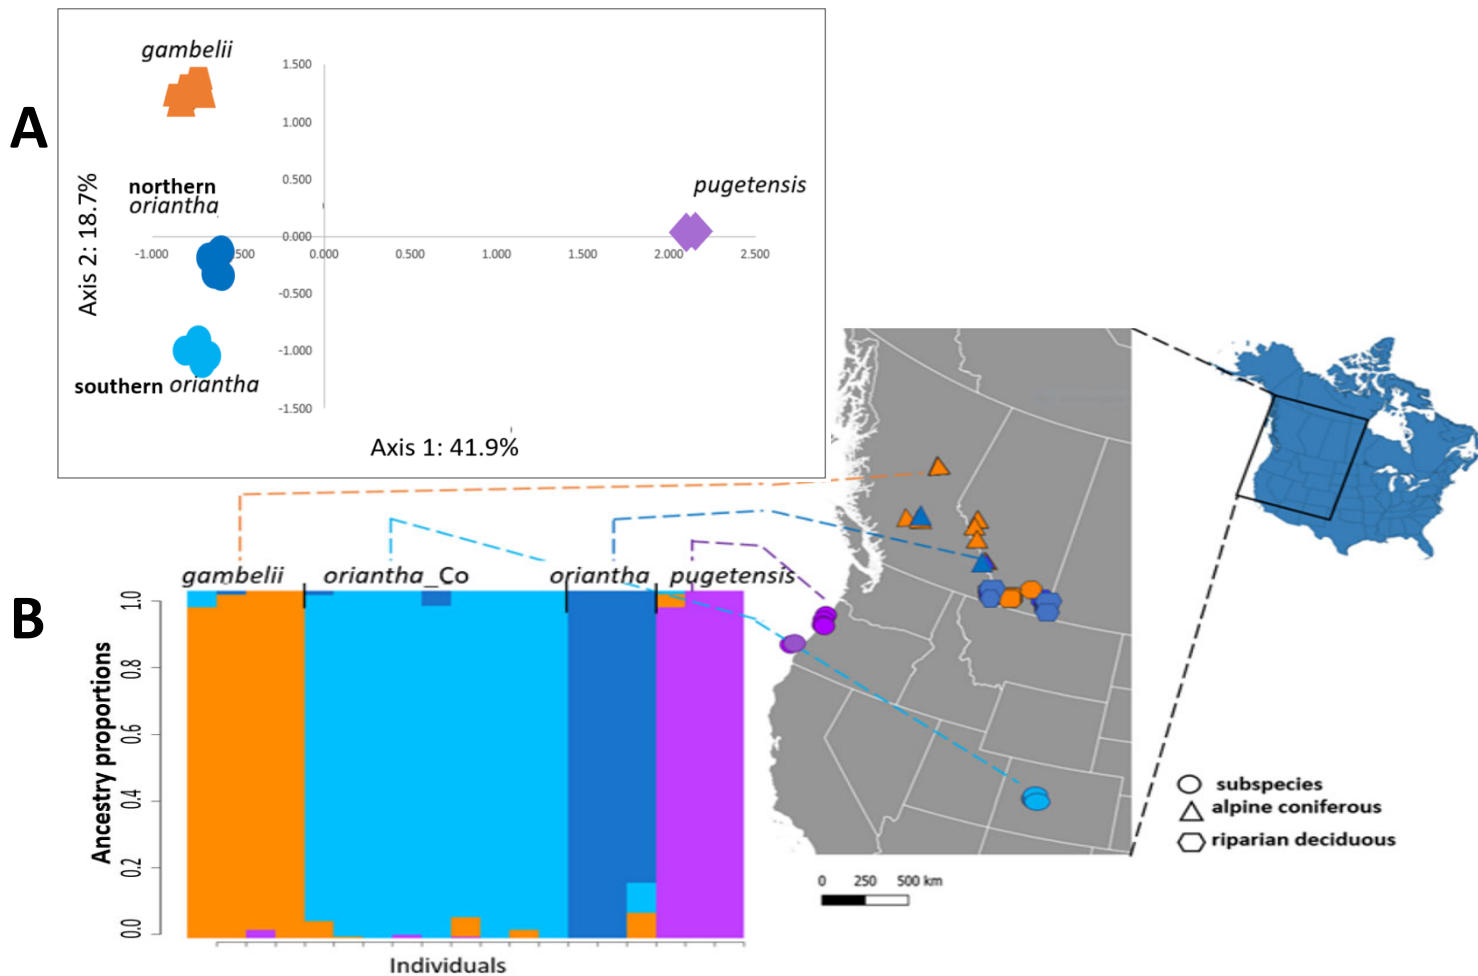 A
gambelii
1.500
1.000
northern
oriantha
0.500
pugetensis
Axis 2: 18.7%
0.000
-1.000
.500
0.000
0.500
1.000
1.500
2.000
2.500
-0.500
-1.000
southern oriantha
-1.500
Axis 1: 41.9%
B
gambelii
oriantha_Co
oriantha
pugetensis
Ancestry proportions
1.0
0.8
0.6
0.4
0.2
0.0
Individuals
subspecies
alpine coniferous
riparian deciduous
0 250 500 km